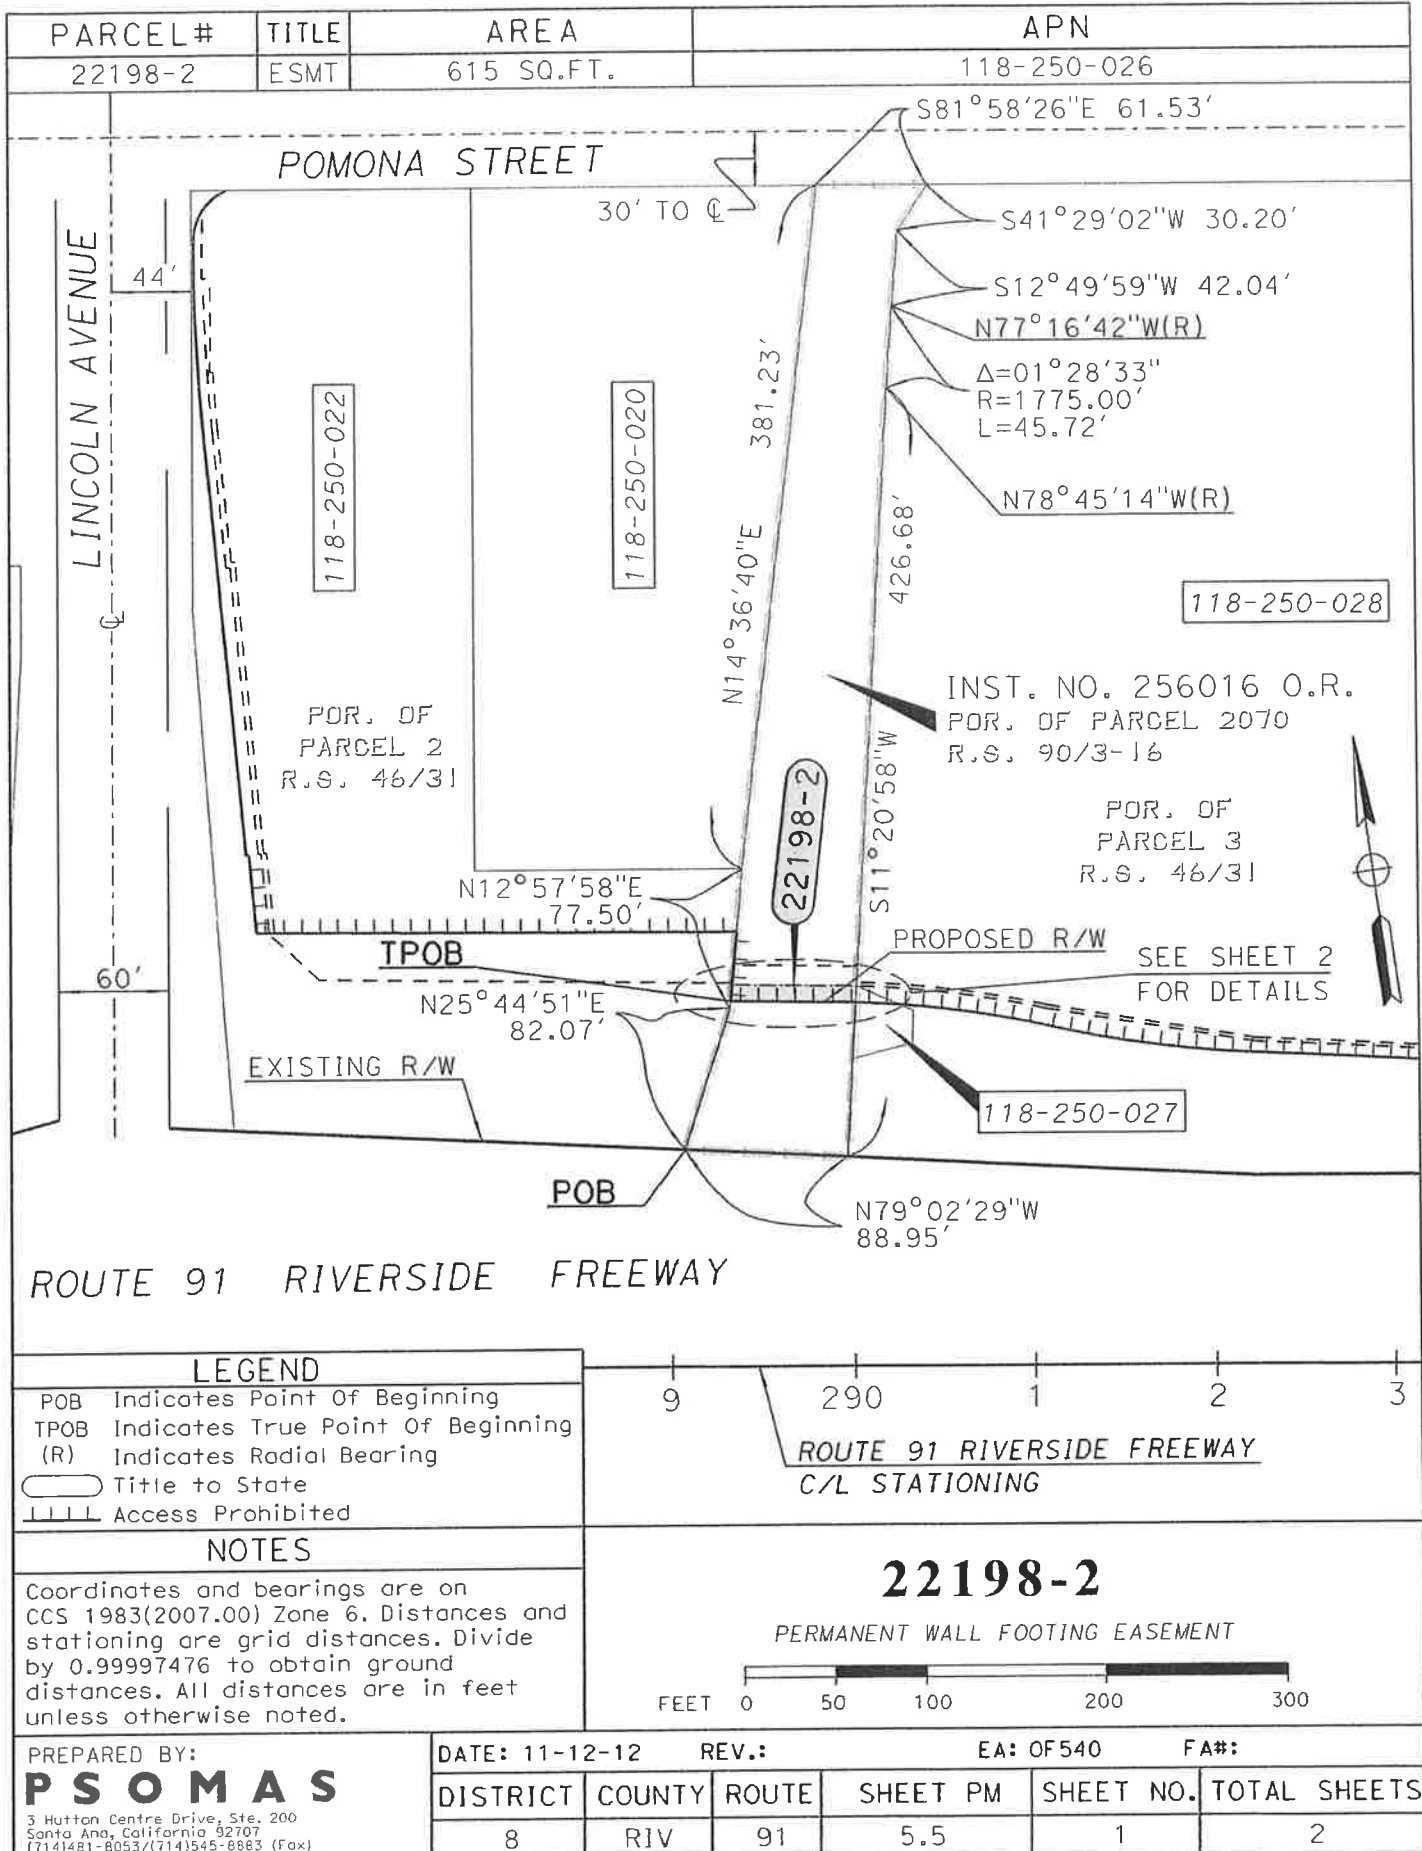 PARCEL# TITLE AREA APN
22198-2 ESMT 615 SQ.FT. 118-250-026
S81°58'26"E 61.53'
POMONA STREET
30' TO ℄
S41°29'02"W 30.20'
44'
S12°49'59"W 42.04'
N77°16'42"W(R)
Δ=01°28'33"
R=1775.00'
L=45.72'
LINCOLN AVENUE
℄
118-250-022
118-250-020
N14°36'40"E 381.23'
N78°45'14"W(R)
426.68'
S11°20'58"W
118-250-028
INST. NO. 256016 O.R.
POR. OF PARCEL 2070
R.S. 90/3-16
POR. OF
PARCEL 2
R.S. 46/31
22198-2
POR. OF
PARCEL 3
R.S. 46/31
N12°57'58"E
77.50'
TPOB
PROPOSED R/W
SEE SHEET 2
FOR DETAILS
60'
N25°44'51"E
82.07'
EXISTING R/W
118-250-027
POB
N79°02'29"W
88.95'
ROUTE 91 RIVERSIDE FREEWAY
LEGEND
POB Indicates Point Of Beginning
TPOB Indicates True Point Of Beginning
(R) Indicates Radial Bearing
Title to State
Access Prohibited
9 290 1 2 3
ROUTE 91 RIVERSIDE FREEWAY
C/L STATIONING
NOTES
Coordinates and bearings are on
CCS 1983(2007.00) Zone 6. Distances and
stationing are grid distances. Divide
by 0.99997476 to obtain ground
distances. All distances are in feet
unless otherwise noted.
22198-2
PERMANENT WALL FOOTING EASEMENT
FEET 0 50 100 200 300
PREPARED BY:
PSOMAS
3 Hutton Centre Drive, Ste. 200
Santa Ana, California 92707
(714)481-8053/(714)545-8883 (Fax)
DATE: 11-12-12 REV.: EA: OF540 FA#:
DISTRICT COUNTY ROUTE SHEET PM SHEET NO. TOTAL SHEETS
8 RIV 91 5.5 1 2